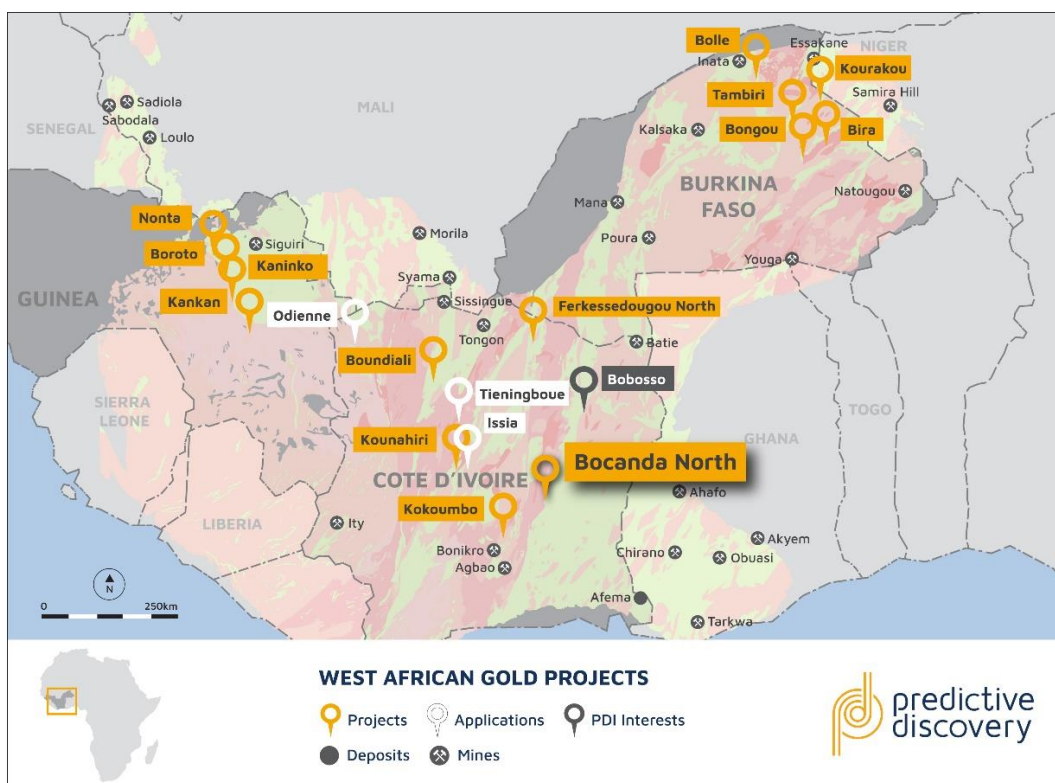 Bolle
Essakane
NIGER
Inata
Kourakou
MALI
Tambiri
Samira Hill
Sadiola
Sabodala
SENEGAL
Loulo
Kalsaka
Bongou
Bira
BURKINA
FASO
Natougou
Mana
Nonta
Morila
Poura
Siguiri
Boroto
Youga
Kaninko
Syama
GUINEA
Kankan
Sissingue
Ferkessedougou North
Odienne
Tongon
Batie
Boundiali
Bobosso
Tieningboue
SIERRA
LEONE
TOGO
Issia
Kounahiri
GHANA
Bocanda North
COTE D'IVOIRE
Ahafo
Kokoumbo
LIBERIA
Ity
Akyem
Bonikro
Chirano
Obuasi
Agbao
N
Afema
0 250km
Tarkwa
WEST AFRICAN GOLD PROJECTS
Projects Applications PDI Interests
Deposits Mines
predictive
discovery